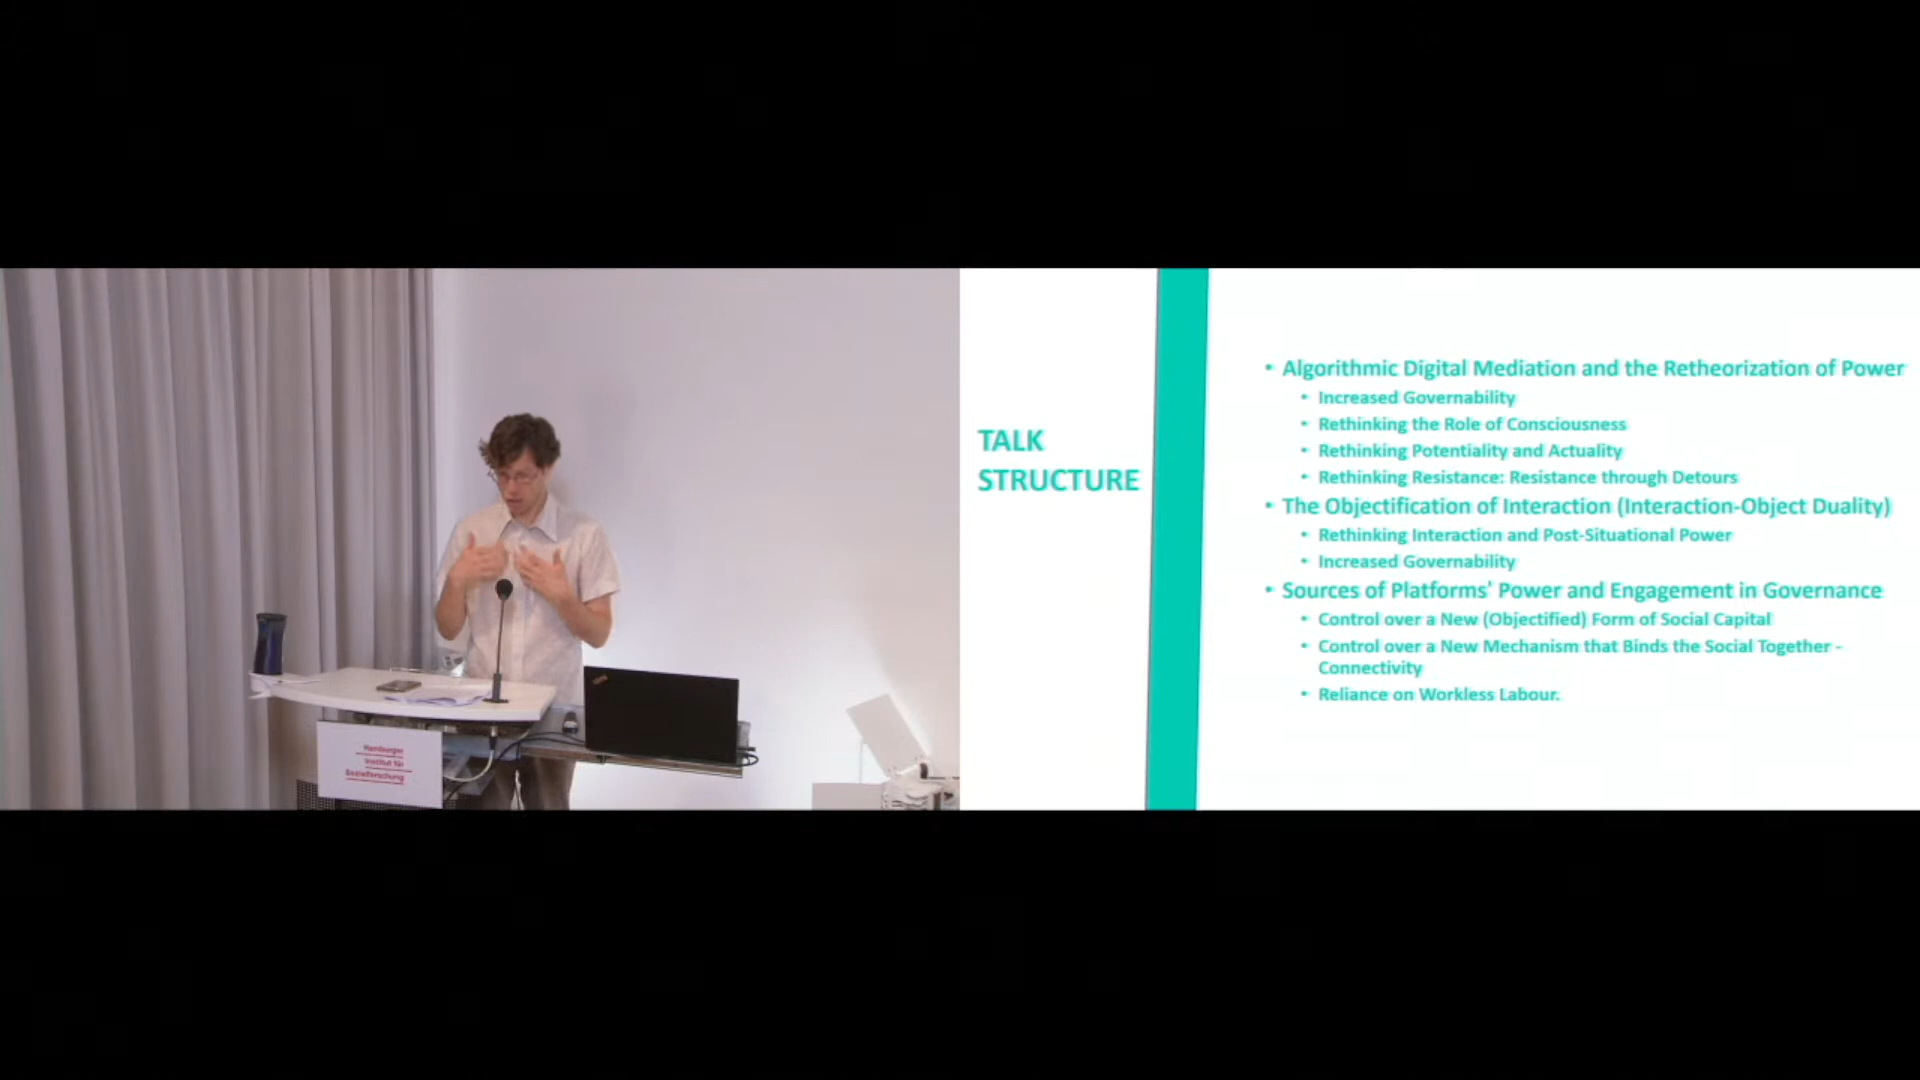 Hamburger
Institut für
Sozialforschung
TALK
STRUCTURE
• Algorithmic Digital Mediation and the Retheorization of Power
• Increased Governability
• Rethinking the Role of Consciousness
• Rethinking Potentiality and Actuality
• Rethinking Resistance: Resistance through Detours
• The Objectification of Interaction (Interaction-Object Duality)
• Rethinking Interaction and Post-Situational Power
• Increased Governability
• Sources of Platforms' Power and Engagement in Governance
• Control over a New (Objectified) Form of Social Capital
• Control over a New Mechanism that Binds the Social Together -
Connectivity
• Reliance on Workless Labour.